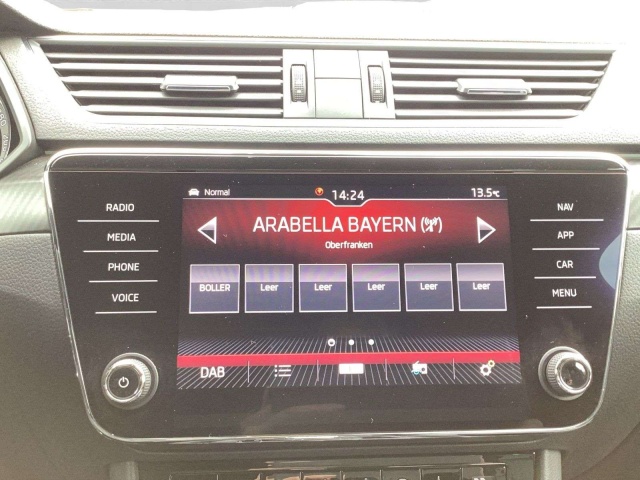 Normal 14:24 13.5°C
RADIO
MEDIA
PHONE
VOICE
ARABELLA BAYERN
Oberfranken
BOLLER Leer Leer Leer Leer Leer
DAB
NAV
APP
CAR
MENU